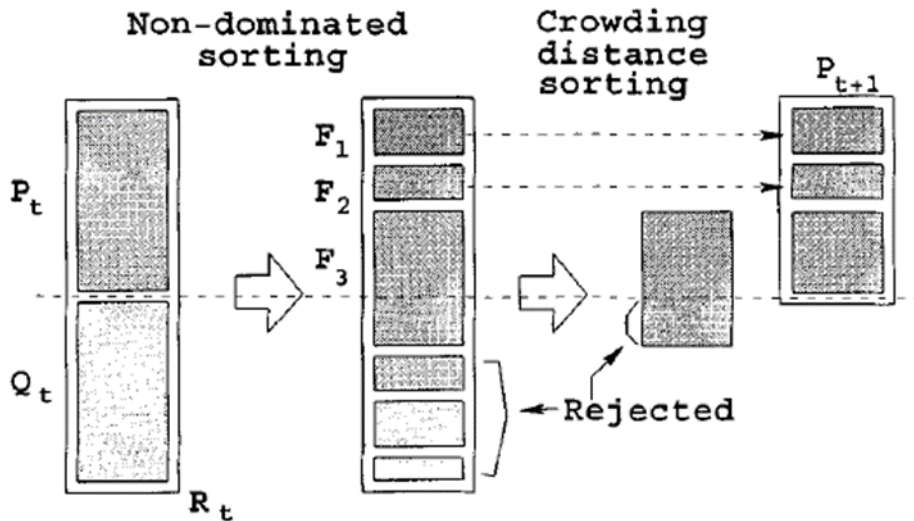 Non-dominated
sorting
Crowding
distance
sorting
P t+1
P t
F 1
F 2
F 3
Q t
Rejected
R t